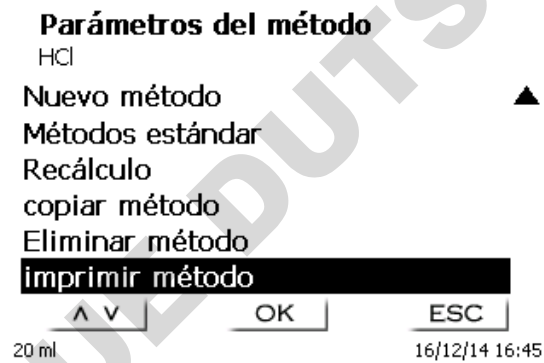 Parámetros del método
HCl
Nuevo método
Métodos estándar
Recálculo
copiar método
Eliminar método
imprimir método
∧ ∨ OK ESC
20 ml 16/12/14 16:45